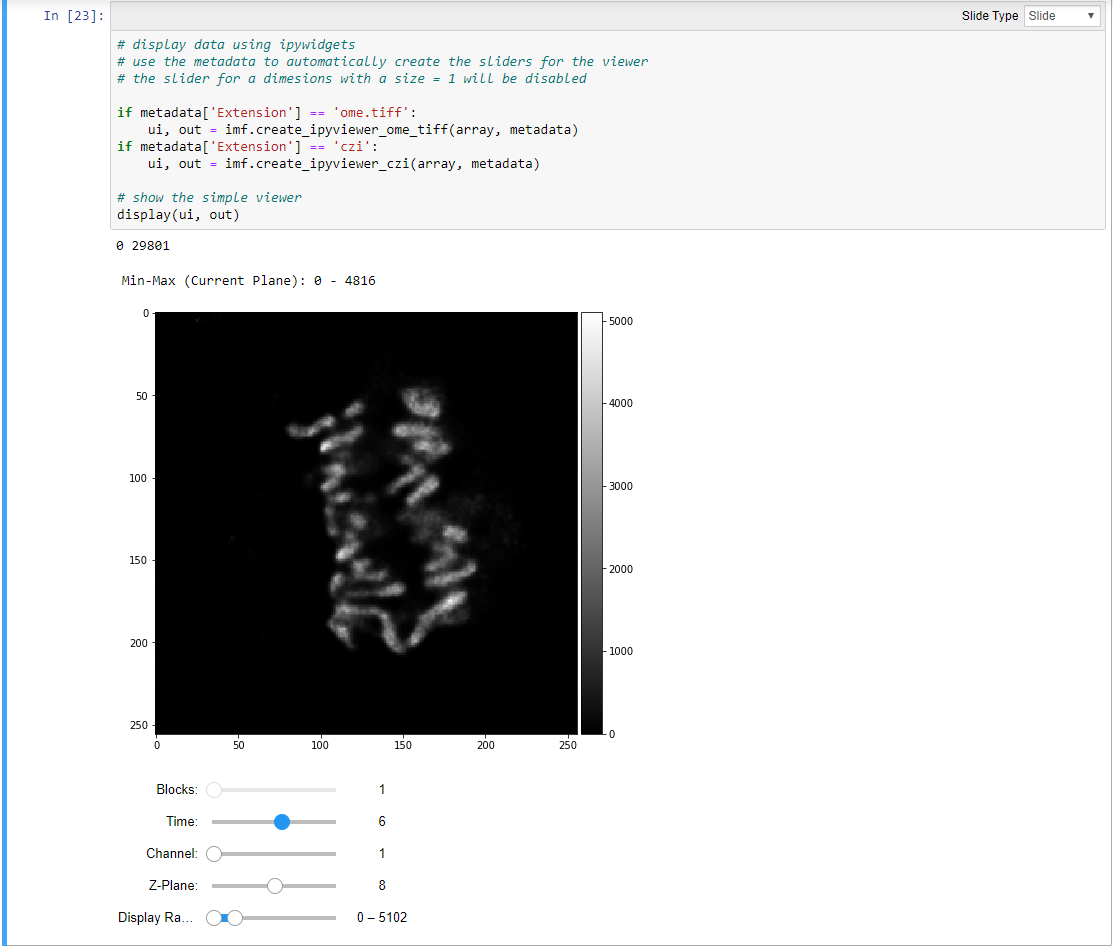 In [23]:
Slide Type Slide
# display data using ipywidgets
# use the metadata to automatically create the sliders for the viewer
# the slider for a dimesions with a size = 1 will be disabled
if metadata['Extension'] == 'ome.tiff':
    ui, out = imf.create_ipyviewer_ome_tiff(array, metadata)
if metadata['Extension'] == 'czi':
    ui, out = imf.create_ipyviewer_czi(array, metadata)
# show the simple viewer
display(ui, out)
0 29801
Min-Max (Current Plane): 0 - 4816
0
50
100
150
200
250
0 50 100 150 200 250
5000
4000
3000
2000
1000
0
Blocks: 1
Time: 6
Channel: 1
Z-Plane: 8
Display Ra... 0 – 5102